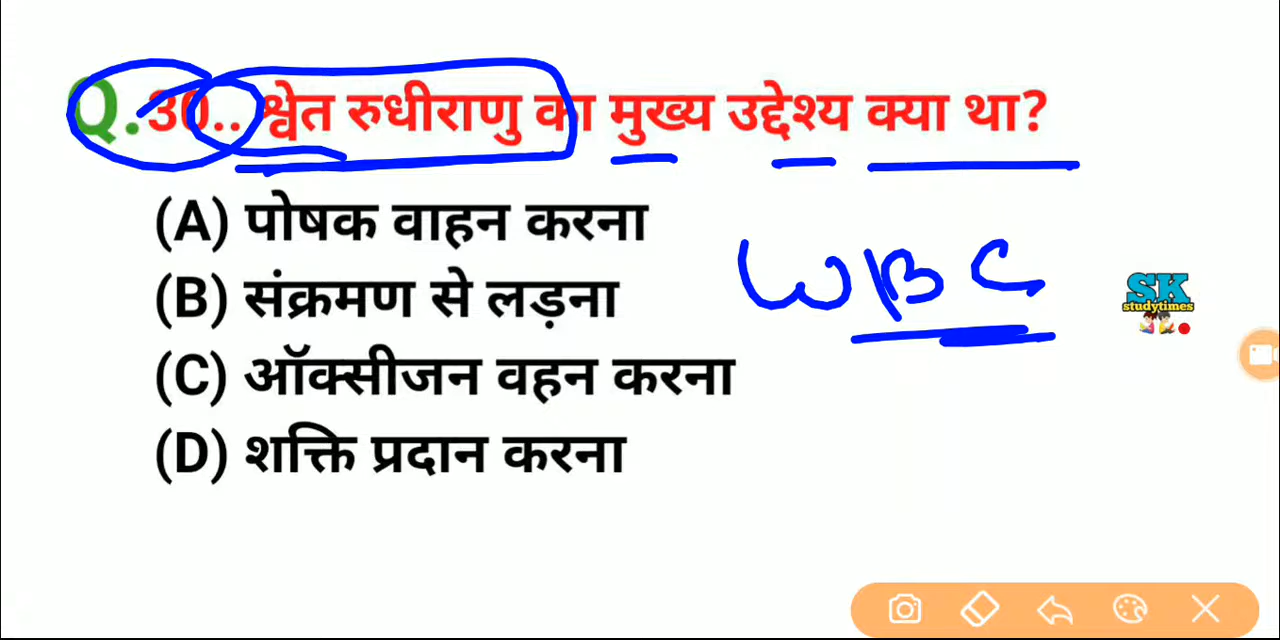 Q.30..श्वेत रुधीराणु का मुख्य उद्देश्य क्या था?
(A) पोषक वाहन करना
(B) संक्रमण से लड़ना
(C) ऑक्सीजन वहन करना
(D) शक्ति प्रदान करना
WBC
SK
studytimes